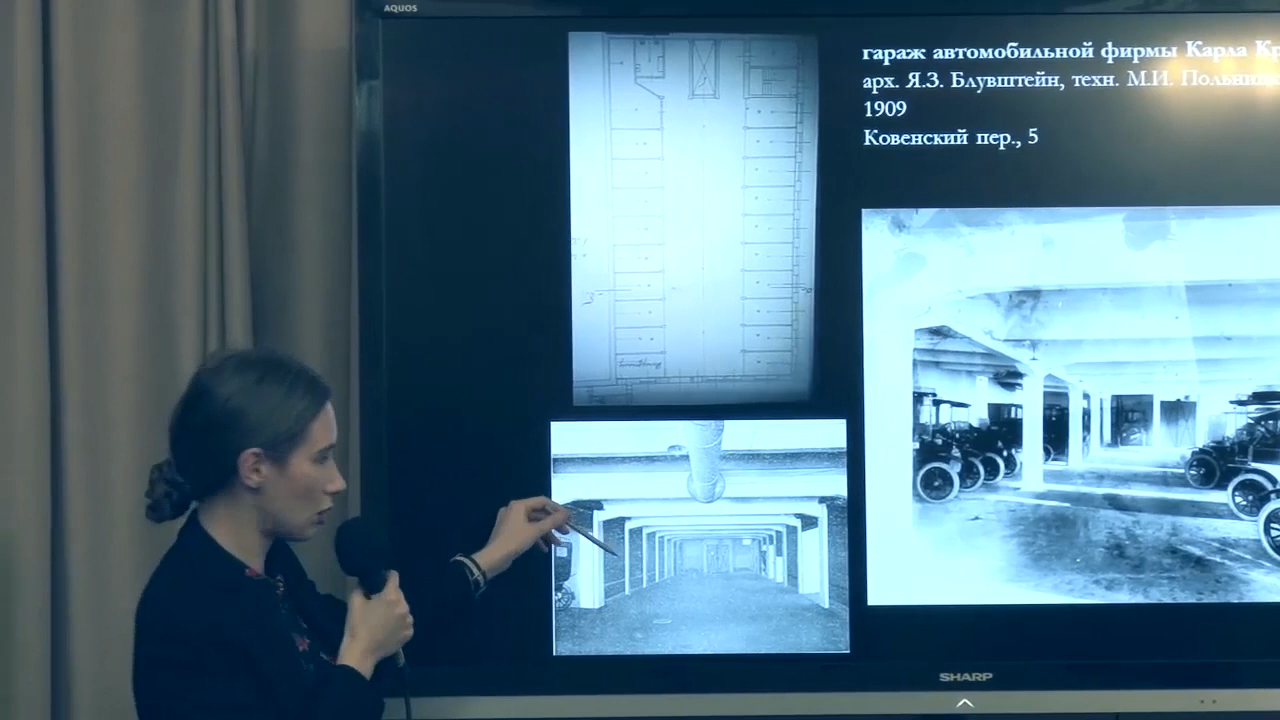 AQUOS
гараж автомобильной фирмы Карла
арх. Я.З. Блувштейн, техн. М.И.
1909
Ковенский пер., 5
SHARP